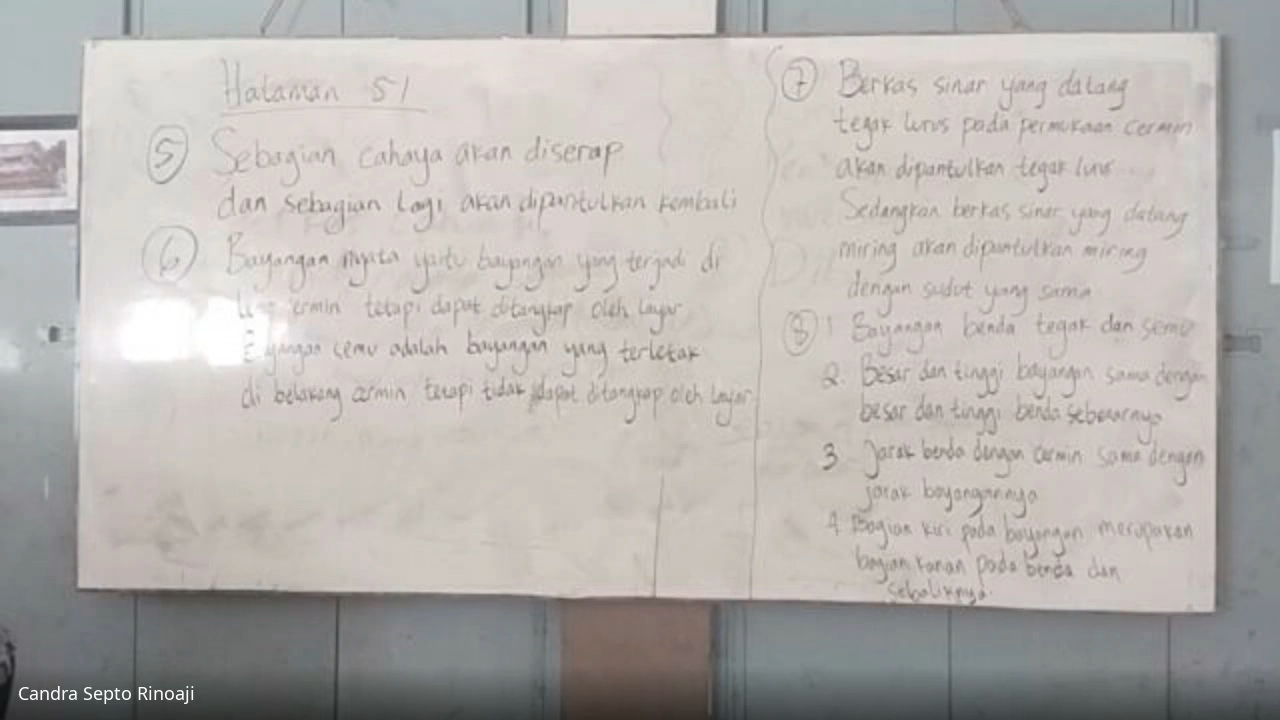 Halaman 51
5 Sebagian cahaya akan diserap
dan sebagian lagi akan dipantulkan kembali
6 Bayangan nyata yaitu bayangan yang terjadi di
cermin tetapi dapat ditangkap oleh layar
Bayangan semu adalah bayangan yang terletak
di belakang cermin tetapi tidak dapat ditangkap oleh layar
7 Berkas sinar yang datang
tegak lurus pada permukaan cermin
akan dipantulkan tegak lurus
Sedangkan berkas sinar yang datang
miring akan dipantulkan miring
dengan sudut yang sama
8 1 Bayangan benda tegak dan semu
2. Besar dan tinggi bayangan sama dengan
besar dan tinggi benda sebenarnya
3 Jarak benda dengan cermin sama dengan
jarak bayangannya
4. Bagian kiri pada bayangan merupakan
bagian kanan pada benda dan
sebaliknya.
Candra Septo Rinoaji